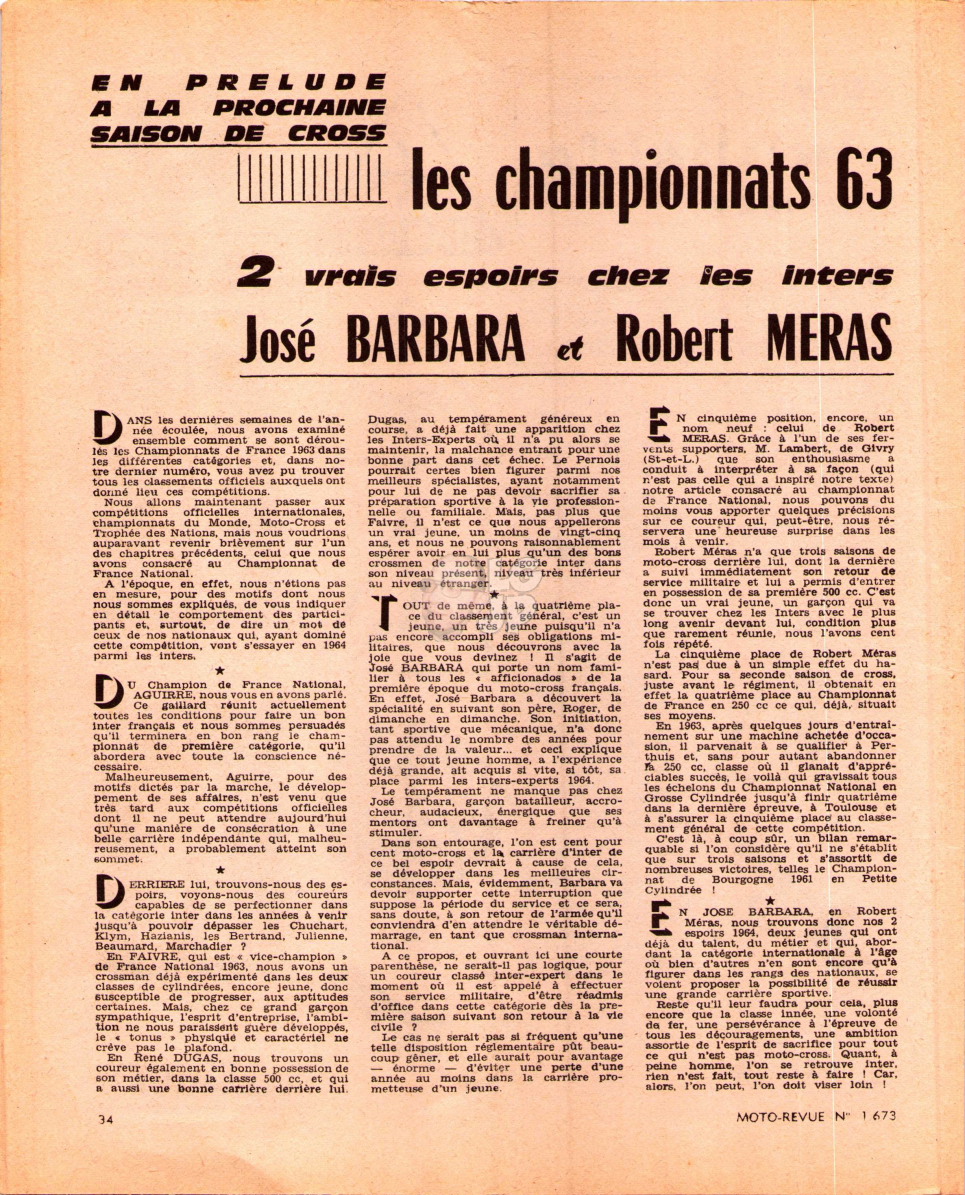 EN PRELUDE
A LA PROCHAINE
SAISON DE CROSS
les championnats 63
2 vrais espoirs chez les inters
José BARBARA et Robert MERAS
DANS les dernières semaines de l'an-
née écoulée, nous avons examiné
ensemble comment se sont dérou-
lés les Championnats de France 1963 dans
les différentes catégories et, dans no-
tre dernier numéro, vous avez pu trouver
tous les classements officiels auxquels ont
donné lieu ces compétitions.
Nous allons maintenant passer aux
compétitions officielles internationales,
championnats du Monde, Moto-Cross et
Trophée des Nations, mais nous voudrions
auparavant revenir brièvement sur l'un
des chapitres précédents, celui que nous
avons consacré au Championnat de
France National.
A l'époque, en effet, nous n'étions pas
en mesure, pour des motifs dont nous
nous sommes expliqués, de vous indiquer
en détail le comportement des partici-
pants et, surtout, de dire un mot de
ceux de nos nationaux qui, ayant dominé
cette compétition, vont s'essayer en 1964
parmi les inters.
DU Champion de France National,
AGUIRRE, nous vous en avons parlé.
Ce gaillard réunit actuellement
toutes les conditions pour faire un bon
inter français et nous sommes persuadés
qu'il terminera en bon rang le cham-
pionnat de première catégorie, qu'il
abordera avec toute la conscience né-
cessaire.
Malheureusement, Aguirre, pour des
motifs dictés par la marche, le dévelop-
pement de ses affaires, n'est venu que
très tard aux compétitions officielles
dont il ne peut attendre aujourd'hui
qu'une manière de consécration à une
belle carrière indépendante qui, malheu-
reusement, a probablement atteint son
sommet.
DERRIERE lui, trouvons-nous des es-
poirs, voyons-nous des coureurs
capables de se perfectionner dans
la catégorie inter dans les années à venir
jusqu'à pouvoir dépasser les Chuchart,
Klym, Hazianis, les Bertrand, Julienne,
Beaumard, Marchadier ?
En FAIVRE, qui est « vice-champion »
de France National 1963, nous avons un
crossman déjà expérimenté dans les deux
classes de cylindrées, encore jeune, donc
susceptible de progresser, aux aptitudes
certaines. Mais, chez ce grand garçon
sympathique, l'esprit d'entreprise, l'ambi-
tion ne nous paraissent guère développés,
le « tonus » physique et caractériel ne
crève pas le plafond.
En René DUGAS, nous trouvons un
coureur également en bonne possession de
son métier, dans la classe 500 cc, et qui
a aussi une bonne carrière derrière lui.
Dugas, au tempérament généreux en
course, a déjà fait une apparition chez
les Inters-Experts où il n'a pu alors se
maintenir, la malchance entrant pour une
bonne part dans cet échec. Le Pernois
pourrait certes bien figurer parmi nos
meilleurs spécialistes, ayant notamment
pour lui de ne pas devoir sacrifier sa
préparation sportive à la vie profession-
nelle ou familiale. Mais, pas plus que
Faivre, il n'est ce que nous appellerons
un vrai jeune, un moins de vingt-cinq
ans, et nous ne pouvons raisonnablement
espérer avoir en lui plus qu'un des bons
crossmen de notre catégorie inter dans
son niveau présent, niveau très inférieur
au niveau étranger.
TOUT de même, à la quatrième pla-
ce du classement général, c'est un
jeune, un très jeune puisqu'il n'a
pas encore accompli ses obligations mi-
litaires, que nous découvrons avec la
joie que vous devinez ! Il s'agit de
José BARBARA qui porte un nom fami-
lier à tous les « afficionados » de la
première époque du moto-cross français.
En effet, José Barbara a découvert la
spécialité en suivant son père, Roger, de
dimanche en dimanche. Son initiation,
tant sportive que mécanique, n'a donc
pas attendu le nombre des années pour
prendre de la valeur... et ceci explique
que ce tout jeune homme, a l'expérience
déjà grande, ait acquis si vite, si tôt, sa
place parmi les inters-experts 1964.
Le tempérament ne manque pas chez
José Barbara, garçon batailleur, accro-
cheur, audacieux, énergique que ses
mentors ont davantage à freiner qu'à
stimuler.
Dans son entourage, l'on est cent pour
cent moto-cross et la carrière d'inter de
ce bel espoir devrait à cause de cela,
se développer dans les meilleures cir-
constances. Mais, évidemment, Barbara va
devoir supporter cette interruption que
suppose la période du service et ce sera,
sans doute, à son retour de l'armée qu'il
conviendra d'en attendre le véritable dé-
marrage, en tant que crossman interna-
tional.
A ce propos, et ouvrant ici une courte
parenthèse, ne serait-il pas logique, pour
un coureur classé inter-expert dans le
moment où il est appelé à effectuer
son service militaire, d'être réadmis
d'office dans cette catégorie dès la pre-
mière saison suivant son retour à la vie
civile ?
Le cas ne serait pas si fréquent qu'une
telle disposition réglementaire pût beau-
coup gêner, et elle aurait pour avantage
— énorme — d'éviter une perte d'une
année au moins dans la carrière pro-
metteuse d'un jeune.
EN cinquième position, encore, un
nom neuf : celui de Robert
MERAS. Grâce à l'un de ses fer-
vents supporters, M. Lambert, de Givry
(St-et-L.) que son enthousiasme a
conduit à interpréter à sa façon (qui
n'est pas celle qui a inspiré notre texte)
notre article consacré au championnat
de France National, nous pouvons du
moins vous apporter quelques précisions
sur ce coureur qui, peut-être, nous ré-
servera une heureuse surprise dans les
mois à venir.
Robert Méras n'a que trois saisons de
moto-cross derrière lui, dont la dernière
a suivi immédiatement son retour de
service militaire et lui a permis d'entrer
en possession de sa première 500 cc. C'est
donc un vrai jeune, un garçon qui va
se trouver chez les Inters avec le plus
long avenir devant lui, condition plus
que rarement réunie, nous l'avons cent
fois répété.
La cinquième place de Robert Méras
n'est pas due à un simple effet du ha-
sard. Pour sa seconde saison de cross,
juste avant le régiment, il obtenait en
effet la quatrième place au Championnat
de France en 250 cc ce qui, déjà, situait
ses moyens.
En 1963, après quelques jours d'entraî-
nement sur une machine achetée d'occa-
sion, il parvenait à se qualifier à Per-
thuis et, sans pour autant abandonner
la 250 cc, classe où il glanait d'appré-
ciables succès, le voilà qui gravissait tous
les échelons du Championnat National en
Grosse Cylindrée jusqu'à finir quatrième
dans la dernière épreuve, à Toulouse et
à s'assurer la cinquième place au classe-
ment général de cette compétition.
C'est là, à coup sûr, un bilan remar-
quable si l'on considère qu'il ne s'établit
que sur trois saisons et s'assortit de
nombreuses victoires, telles le Champion-
nat de Bourgogne 1961 en Petite
Cylindrée !
EN JOSE BARBARA, en Robert
Méras, nous trouvons donc nos 2
espoirs 1964, deux jeunes qui ont
déjà du talent, du métier et qui, abor-
dant la catégorie internationale à l'âge
où bien d'autres n'en sont encore qu'à
figurer dans les rangs des nationaux, se
voient proposer la possibilité de réussir
une grande carrière sportive.
Reste qu'il leur faudra pour cela, plus
encore que la classe innée, une volonté
de fer, une persévérance à l'épreuve de
tous les découragements, une ambition
assortie de l'esprit de sacrifice pour tout
ce qui n'est pas moto-cross. Quant, à
peine homme, l'on se retrouve inter,
rien n'est fait, tout reste à faire ! Car,
alors, l'on peut, l'on doit viser loin !
34
MOTO-REVUE N° 1 673